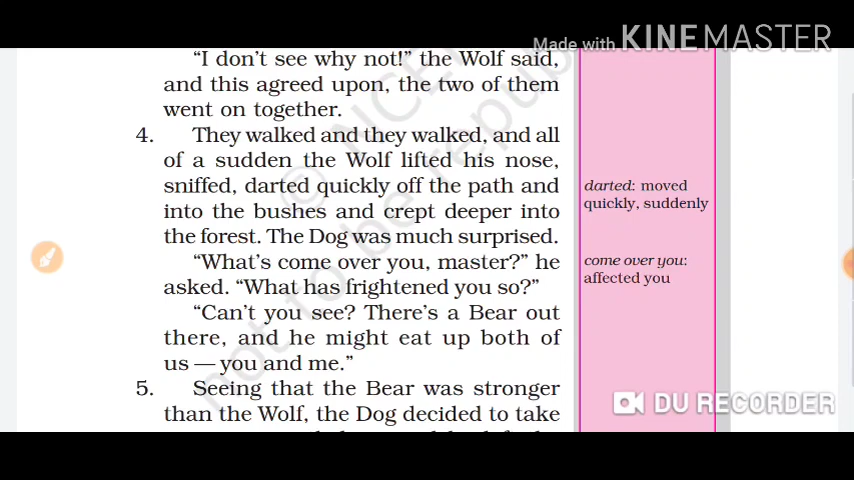 Made with KINEMASTER
"I don't see why not!" the Wolf said,
and this agreed upon, the two of them
went on together.
4. They walked and they walked, and all
of a sudden the Wolf lifted his nose,
sniffed, darted quickly off the path and
into the bushes and crept deeper into
the forest. The Dog was much surprised.
"What's come over you, master?" he
asked. "What has frightened you so?"
"Can't you see? There's a Bear out
there, and he might eat up both of
us — you and me."
5. Seeing that the Bear was stronger
than the Wolf, the Dog decided to take
darted: moved
quickly, suddenly
come over you:
affected you
DU RECORDER
not to be republ